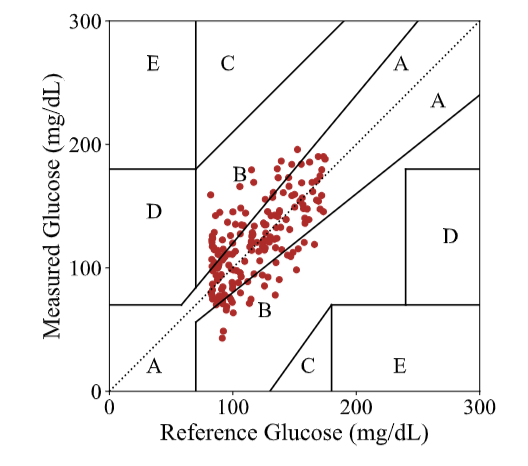 300
E
C
A
A
200
B
D
D
100
B
A
C
E
0
0
100
200
300
Measured Glucose (mg/dL)
Reference Glucose (mg/dL)